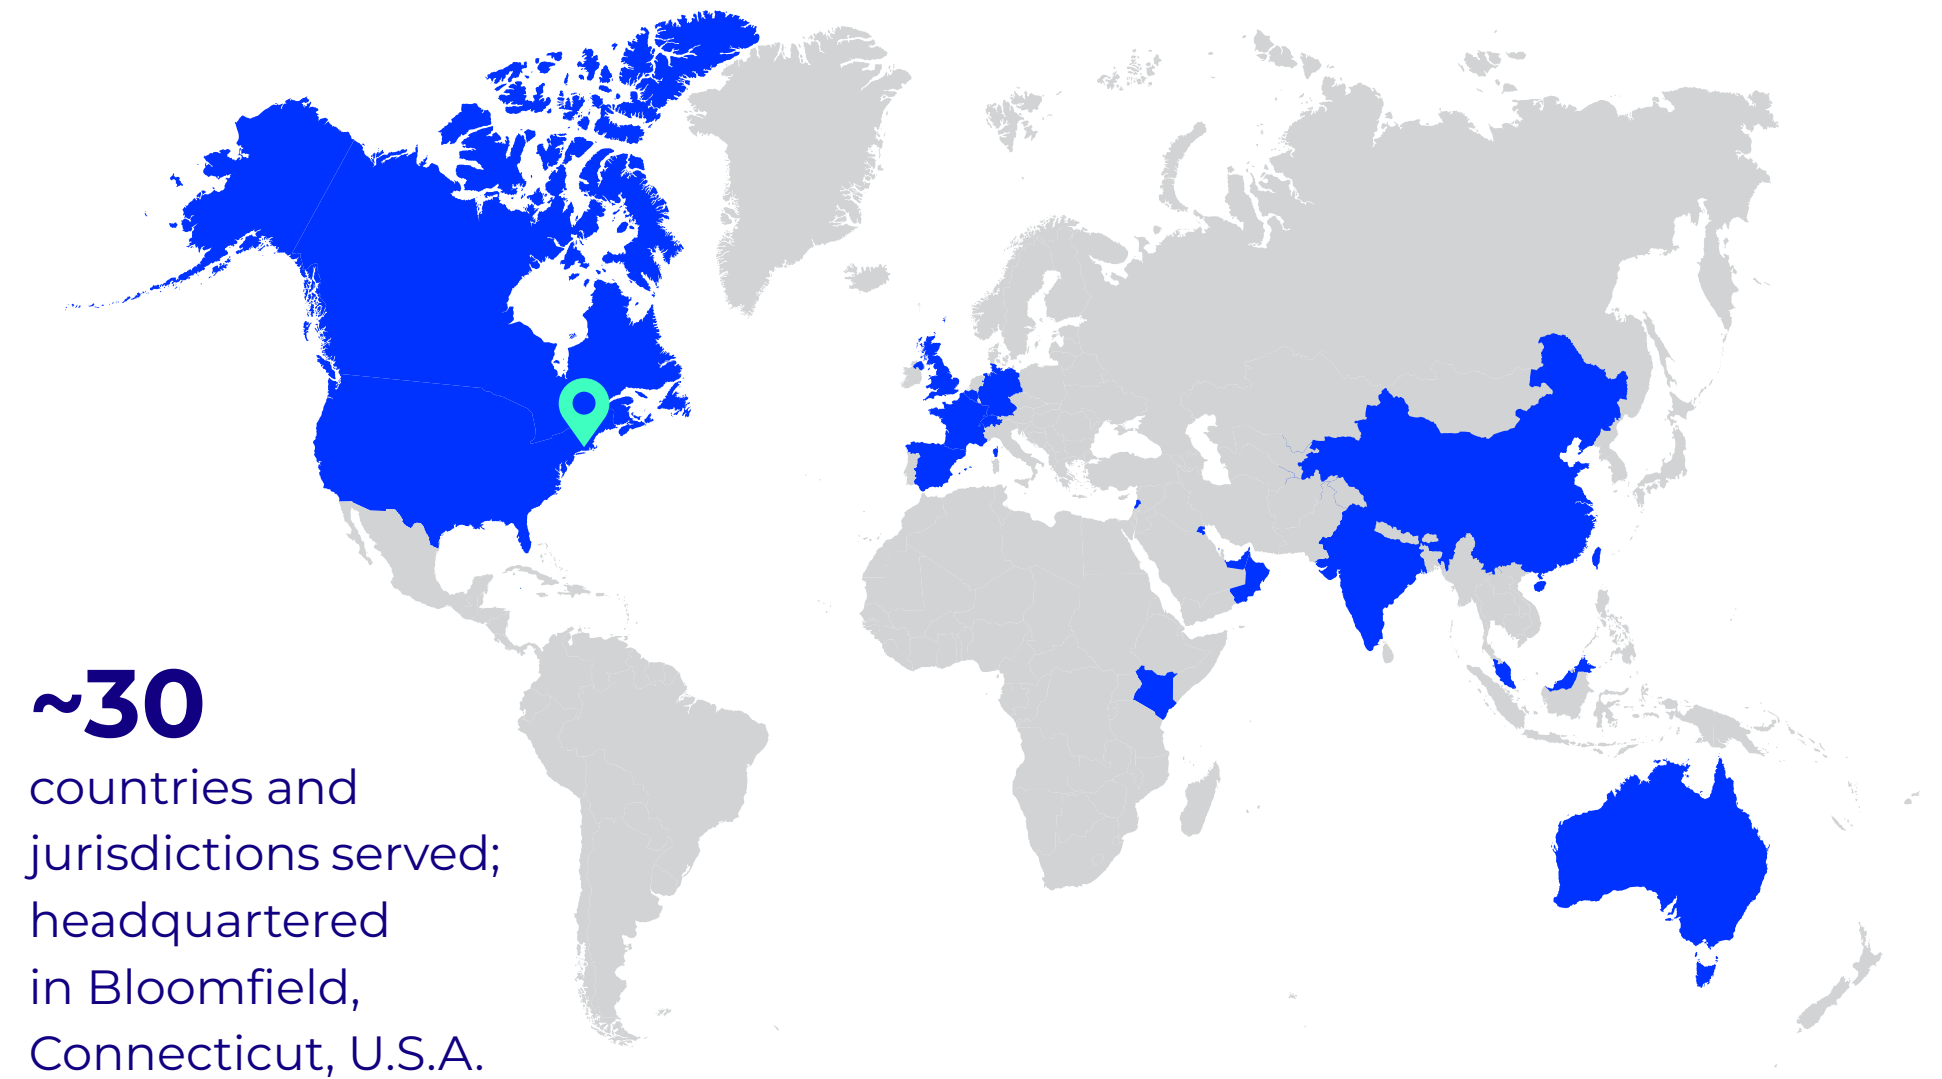 ~30
countries and
jurisdictions served;
headquartered
in Bloomfield,
Connecticut, U.S.A.